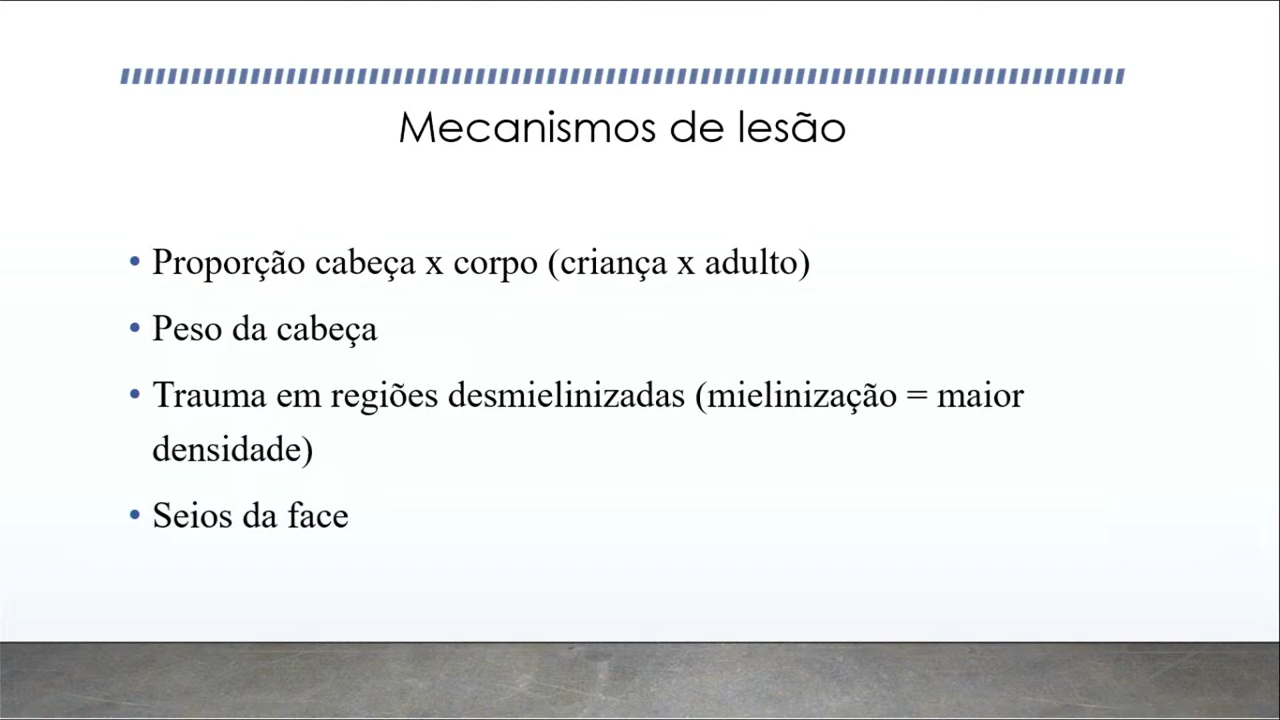 Mecanismos de lesão
• Proporção cabeça x corpo (criança x adulto)
• Peso da cabeça
• Trauma em regiões desmielinizadas (mielinização = maior
densidade)
• Seios da face